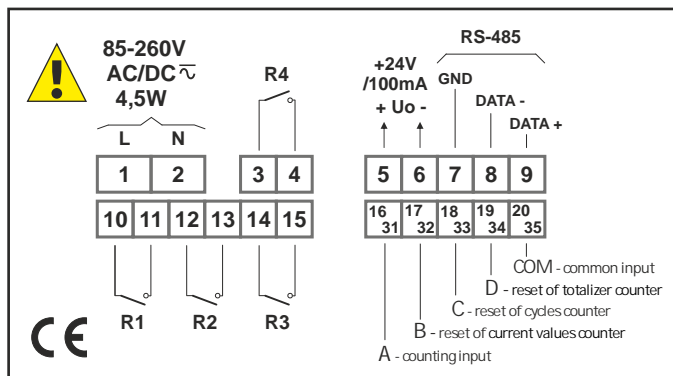 85-260V
AC/DC
4,5W
L N
R4
+24V
/100mA
+ Uo -
RS-485
GND
DATA -
DATA +
1 2 3 4 5 6 7 8 9
10 11 12 13 14 15
16 17 18 19 20
31 32 33 34 35
R1 R2 R3
COM - common input
D - reset of totalizer counter
C - reset of cycles counter
B - reset of current values counter
A - counting input
CE